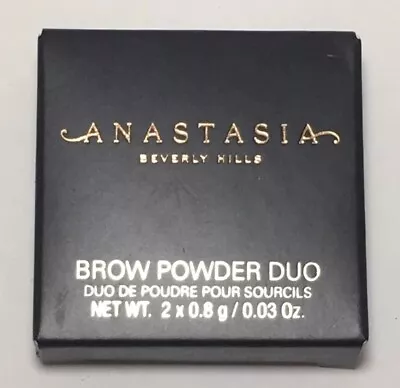 ANASTASIA
BEVERLY HILLS
BROW POWDER DUO
DUO DE POUDRE POUR SOURCILS
NET WT. 2 x 0.8 g / 0.03 Oz.